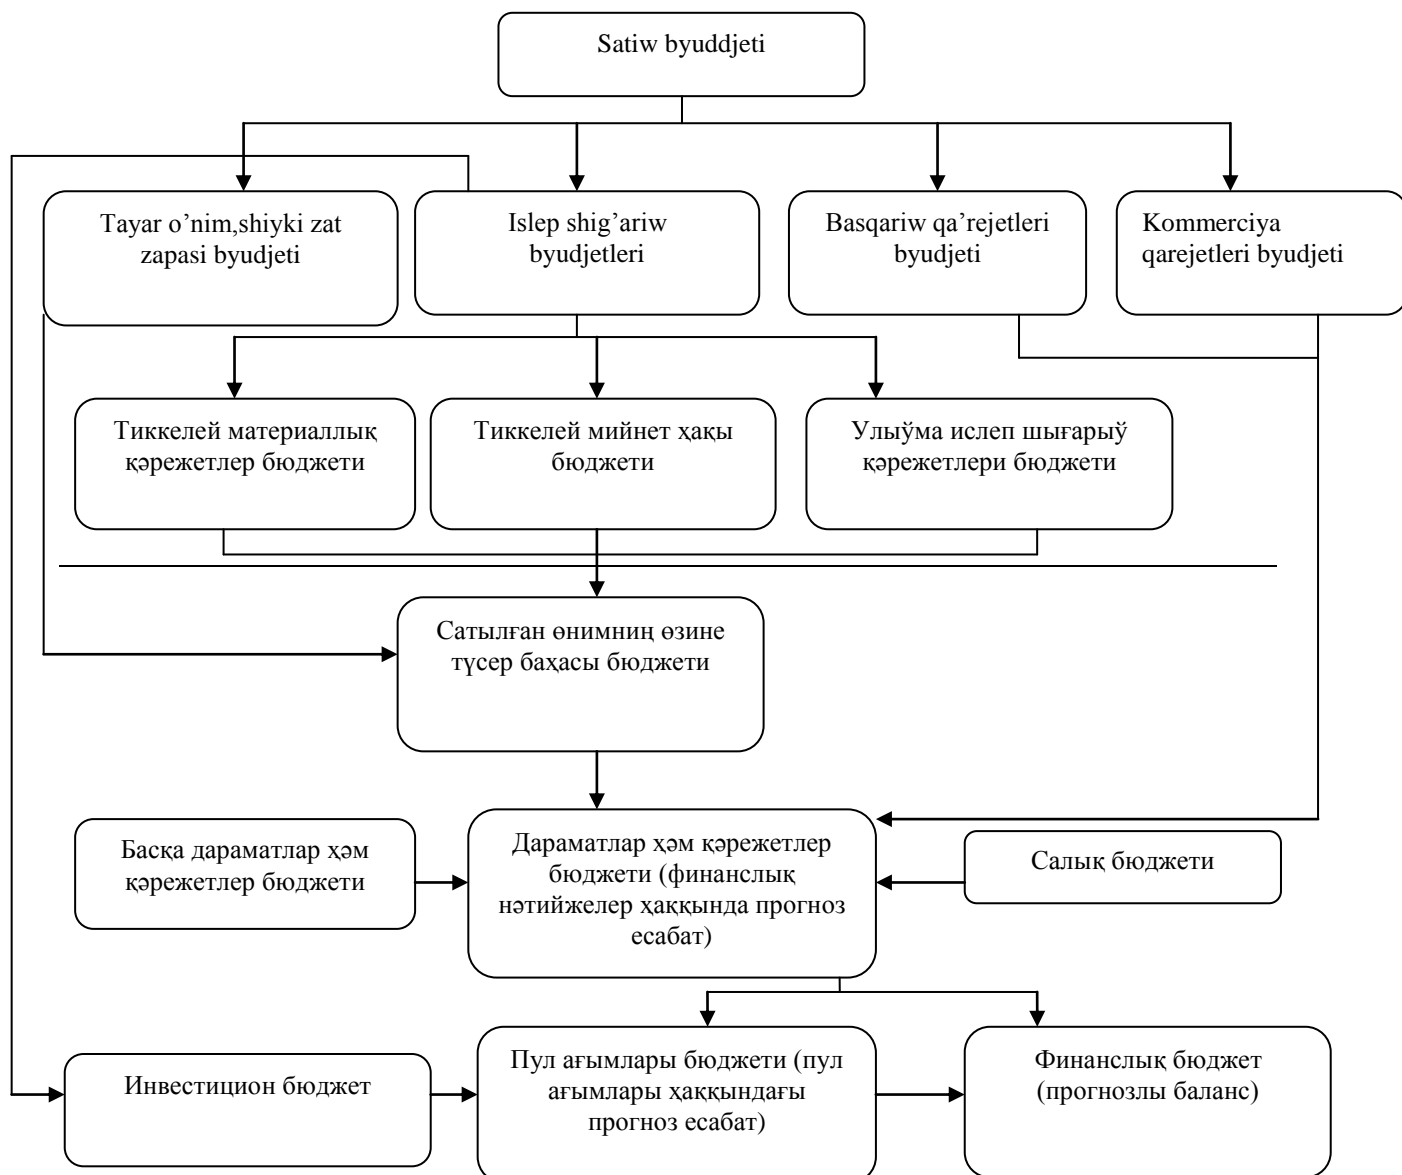 Satiw byuddjeti
Tayar o’nim,shiyki zat
zapasi byudjeti
Islep shig’ariw
byudjetleri
Basqariw qa’rejetleri
byudjeti
Kommerciya
qarejetleri byudjeti
Тиккелей материаллық
қәрежетлер бюджети
Тиккелей мийнет ҳақы
бюджети
Улыўма ислеп шығарыў
қәрежетлери бюджети
Сатылған өнимниң өзине
түсер баҳасы бюджети
Басқа дараматлар ҳәм
қәрежетлер бюджети
Дараматлар ҳәм қәрежетлер
бюджети (финанслық
нәтийжелер ҳаққында прогноз
есабат)
Салық бюджети
Инвестицион бюджет
Пул ағымлары бюджети (пул
ағымлары ҳаққындағы
прогноз есабат)
Финанслық бюджет
(прогнозлы баланс)